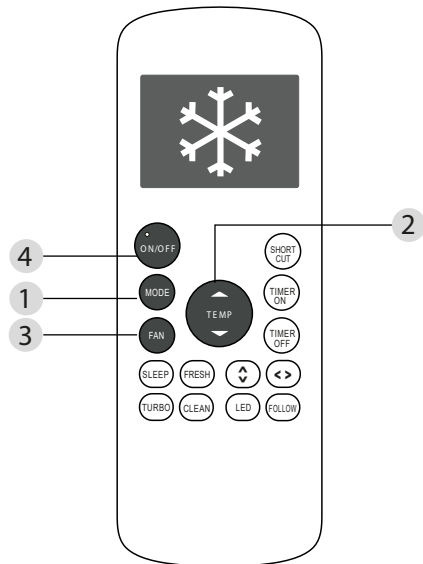 2
ON/OFF
4
SHORT
CUT
MODE
1
TEMP
TIMER
ON
FAN
3
TIMER
OFF
SLEEP FRESH
TURBO CLEAN LED FOLLOW